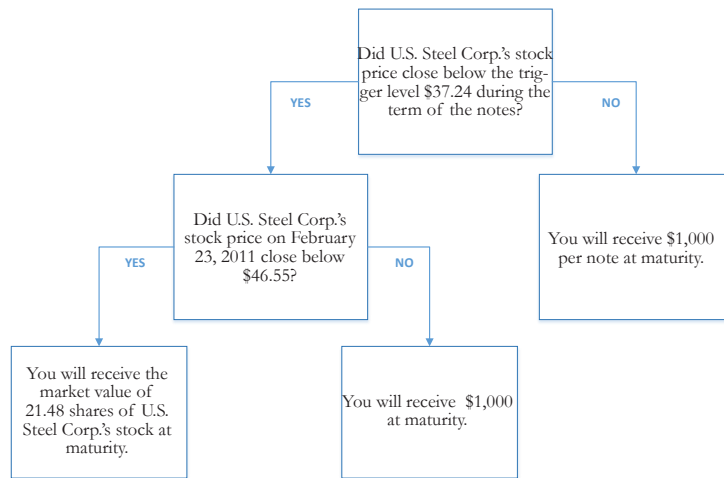 Did U.S. Steel Corp.'s stock
price close below the trig-
ger level $37.24 during the
term of the notes?
YES
NO
Did U.S. Steel Corp.'s
stock price on February
23, 2011 close below
$46.55?
You will receive $1,000
per note at maturity.
YES
NO
You will receive the
market value of
21.48 shares of U.S.
Steel Corp.'s stock at
maturity.
You will receive $1,000
at maturity.